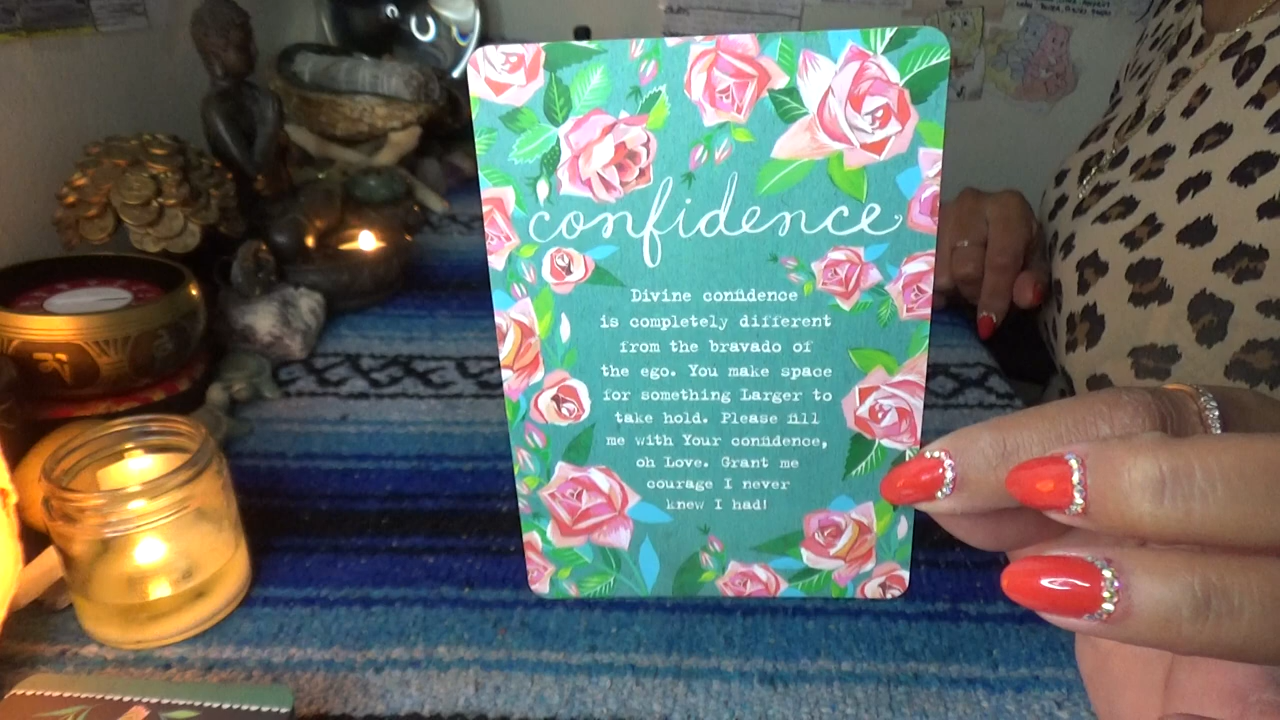 confidence
Divine confidence
is completely different
from the bravado of
the ego. You make space
for something Larger to
take hold. Please fill
me with Your confidence,
oh Love. Grant me
courage I never
knew I had!